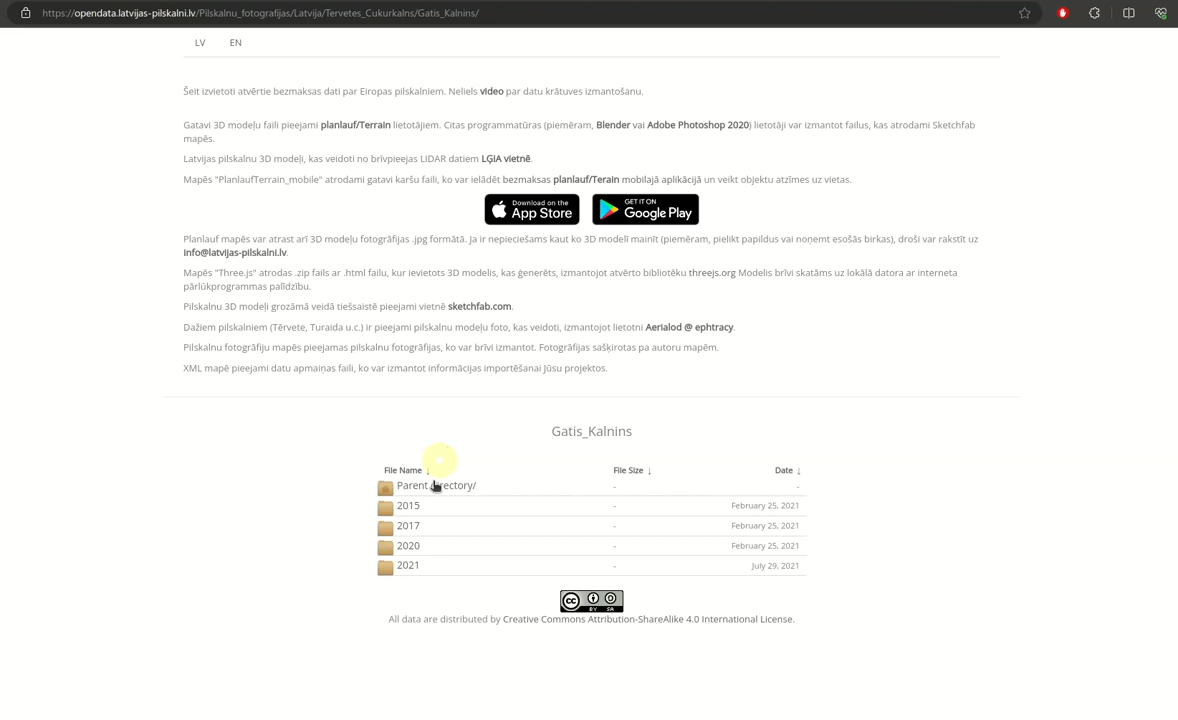 https://opendata.latvijas-pilskalni.lv/Pilskalnu_fotografijas/Latvija/Tervetes_Cukurkalns/Gatis_Kalnins/
LV EN
Šeit izvietoti atvērtie bezmaksas dati par Eiropas pilskalniem. Neliels video par datu krātuves izmantošanu.
Gatavi 3D modeļu faili pieejami planlauf/Terrain lietotājiem. Citas programmatūras (piemēram, Blender vai Adobe Photoshop 2020) lietotāji var izmantot failus, kas atrodami Sketchfab
mapēs.
Latvijas pilskalnu 3D modeļi, kas veidoti no brīvpieejas LiDAR datiem LĢIA vietnē.
Mapēs "PlanlaufTerrain_mobile" atrodami gatavi karšu faili, ko var ielādēt bezmaksas planlauf/Terain mobilajā aplikācijā un veikt objektu atzīmes uz vietas.
Download on the
App Store
GET IT ON
Google Play
Planlauf mapēs var atrast arī 3D modeļu fotogrāfijas .jpg formātā. Ja ir nepieciešams kaut ko 3D modelī mainīt (piemēram, pielikt papildus vai noņemt esošās birkas), droši var rakstīt uz
info@latvijas-pilskalni.lv.
Mapēs "Three.js" atrodas .zip fails ar .html failu, kur ievietots 3D modelis, kas ģenerēts, izmantojot atvērto bibliotēku threejs.org Modelis brīvi skatāms uz lokālā datora ar interneta
pārlūkprogrammas palīdzību.
Pilskalnu 3D modeļi grozāmā veidā tiešsaistē pieejami vietnē sketchfab.com.
Dažiem pilskalniem (Tērvete, Turaida u.c.) ir pieejami pilskalnu modeļu foto, kas veidoti, izmantojot lietotni Aerialod @ ephtracy.
Pilskalnu fotogrāfiju mapēs pieejamas pilskalnu fotogrāfijas, ko var brīvi izmantot. Fotogrāfijas sašķirotas pa autoru mapēm.
XML mapē pieejami datu apmaiņas faili, ko var izmantot informācijas importēšanai Jūsu projektos.
Gatis_Kalnins
File Name ↓ File Size ↓ Date ↓
Parent directory/ - -
2015 - February 25, 2021
2017 - February 25, 2021
2020 - February 25, 2021
2021 - July 29, 2021
CC BY SA
All data are distributed by Creative Commons Attribution-ShareAlike 4.0 International License.